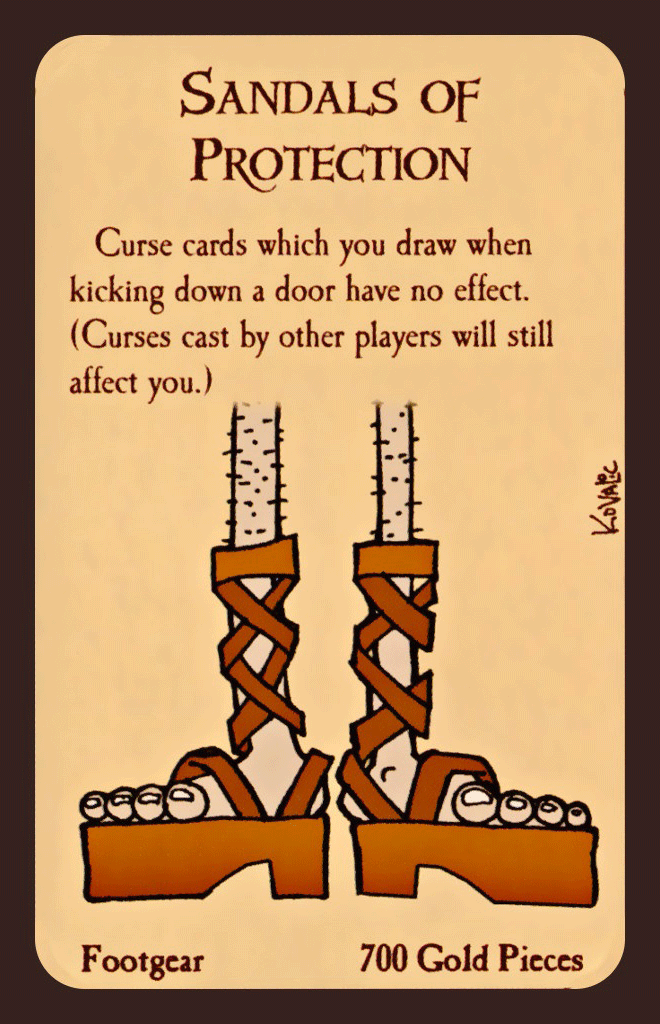 Sandals of
Protection
Curse cards which you draw when
kicking down a door have no effect.
(Curses cast by other players will still
affect you.)
Kovalic
Footgear 700 Gold Pieces